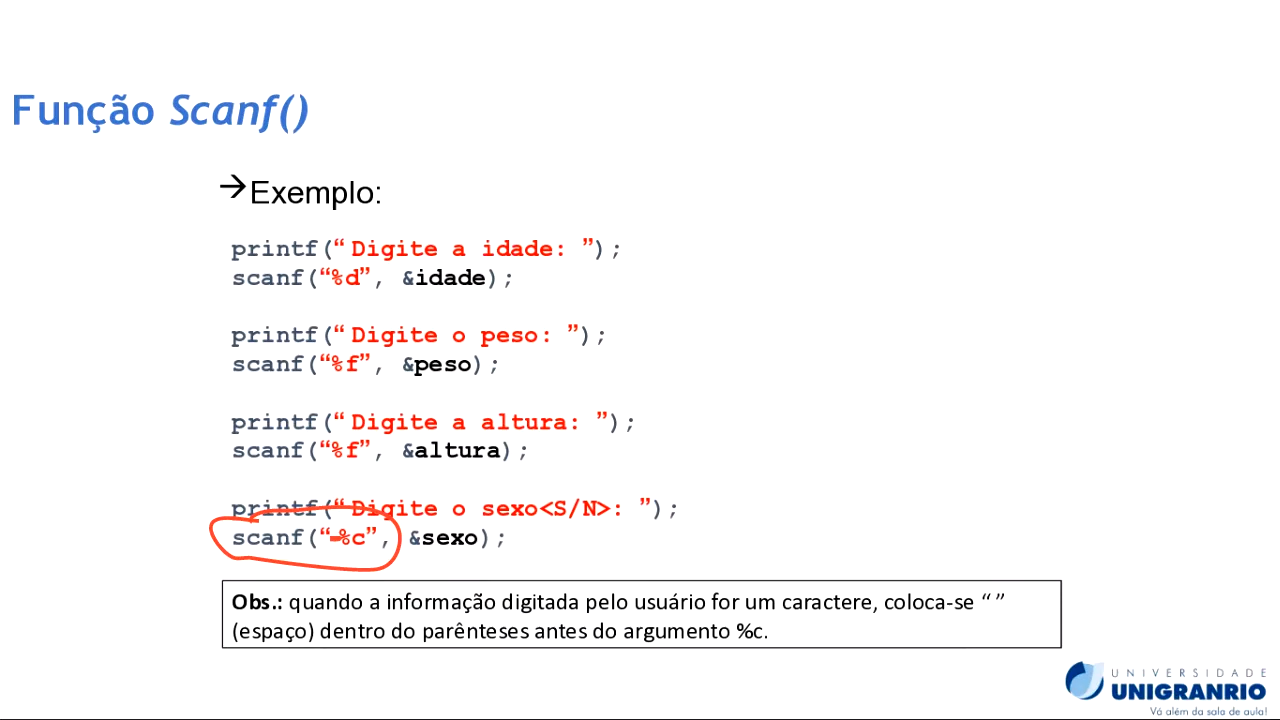 Função Scanf()
→Exemplo:
printf(“ Digite a idade: ”);
scanf(“%d”, &idade);
printf(“ Digite o peso: ”);
scanf(“%f”, &peso);
printf(“ Digite a altura: ”);
scanf(“%f”, &altura);
printf(“ Digite o sexo<S/N>: ”);
scanf(“ %c”, &sexo);
Obs.: quando a informação digitada pelo usuário for um caractere, coloca-se “ ”
(espaço) dentro do parênteses antes do argumento %c.
UNIVERSIDADE
UNIGRANRIO
Vá além da sala de aula!